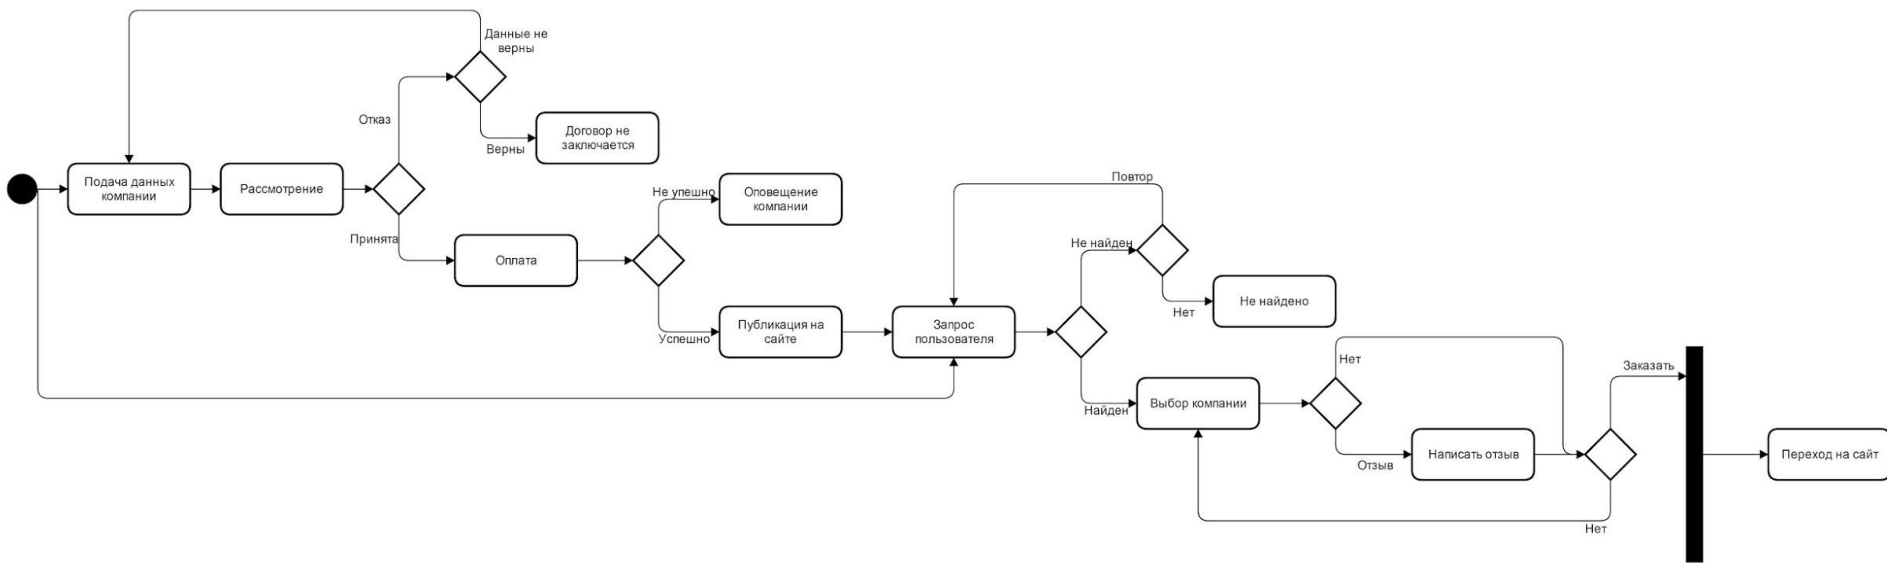 Данные не
верны
Отказ
Договор не
заключается
Верны
Подача данных
компании
Рассмотрение
Принята
Оплата
Не упешно
Оповещение
компании
Успешно
Публикация на
сайте
Повтор
Не найден
Запрос
пользователя
Не найдено
Нет
Найден
Выбор компании
Нет
Отзыв
Написать отзыв
Заказать
Нет
Переход на сайт